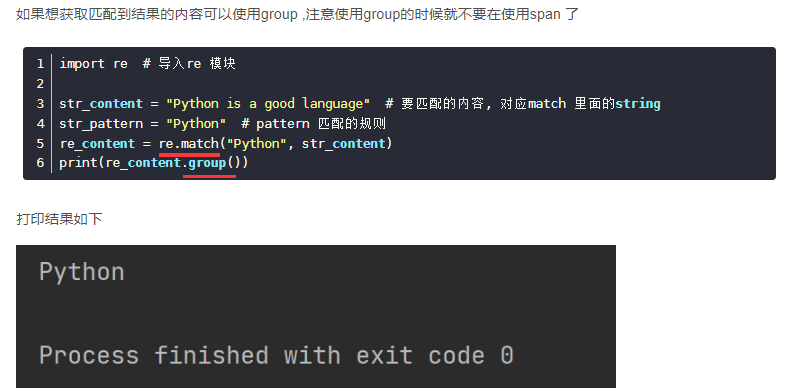 如果想获取匹配到结果的内容可以使用group ,注意使用group的时候就不要在使用span 了
1 import re  # 导入re 模块
2
3 str_content = "Python is a good language"  # 要匹配的内容, 对应match 里面的string
4 str_pattern = "Python"  # pattern 匹配的规则
5 re_content = re.match("Python", str_content)
6 print(re_content.group())
打印结果如下
Python
Process finished with exit code 0